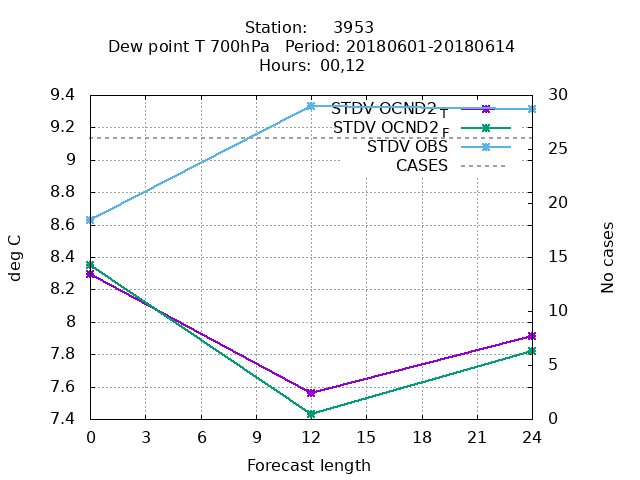 Station:     3953
Dew point T 700hPa   Period: 20180601-20180614
Hours:  00,12
9.4
9.2
9
8.8
8.6
8.4
8.2
8
7.8
7.6
7.4
deg C
STDV OCND2_T
STDV OCND2_F
STDV OBS
CASES
30
25
20
15
10
5
0
No cases
0 3 6 9 12 15 18 21 24
Forecast length